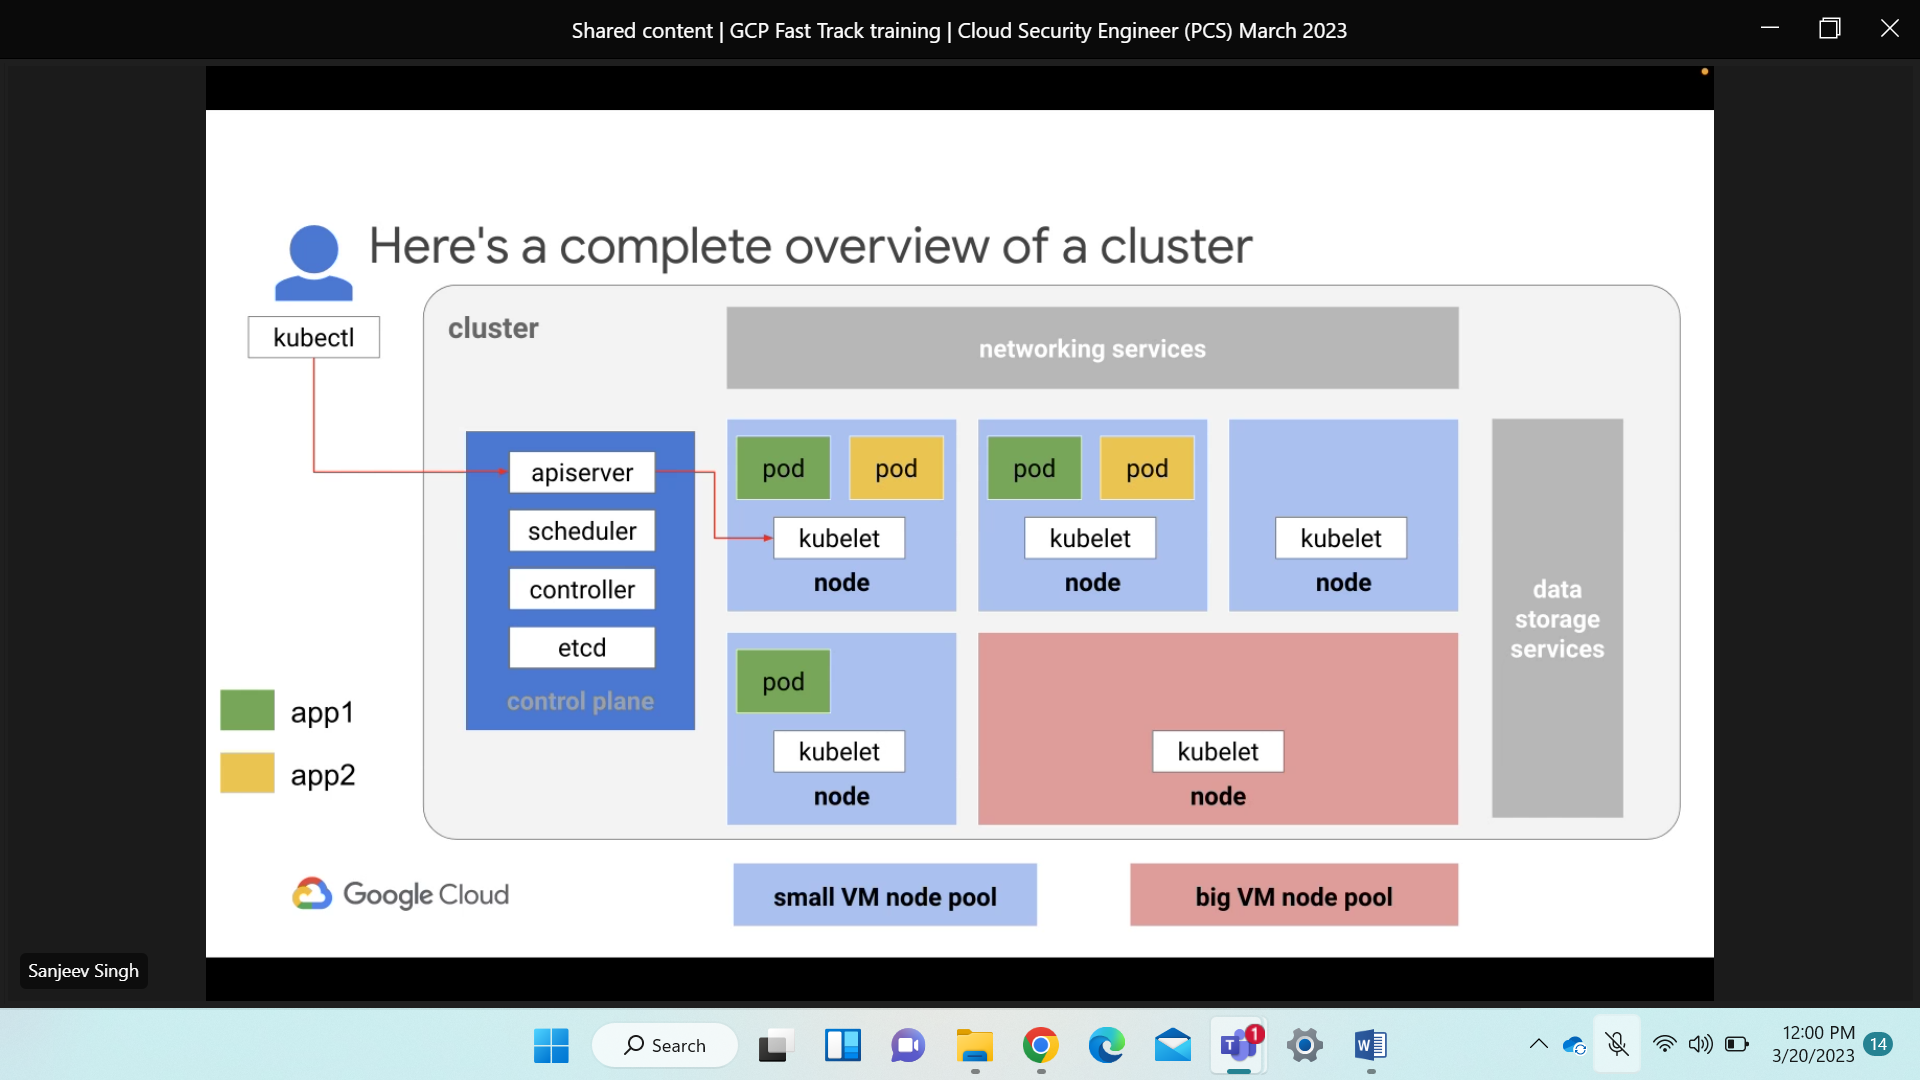 Shared content | GCP Fast Track training | Cloud Security Engineer (PCS) March 2023
Here's a complete overview of a cluster
kubectl
cluster
networking services
apiserver
scheduler
controller
etcd
control plane
pod
pod
kubelet
node
pod
pod
kubelet
node
kubelet
node
pod
kubelet
node
kubelet
node
data
storage
services
app1
app2
Google Cloud
small VM node pool
big VM node pool
Sanjeev Singh
Search
1
12:00 PM
3/20/2023
14